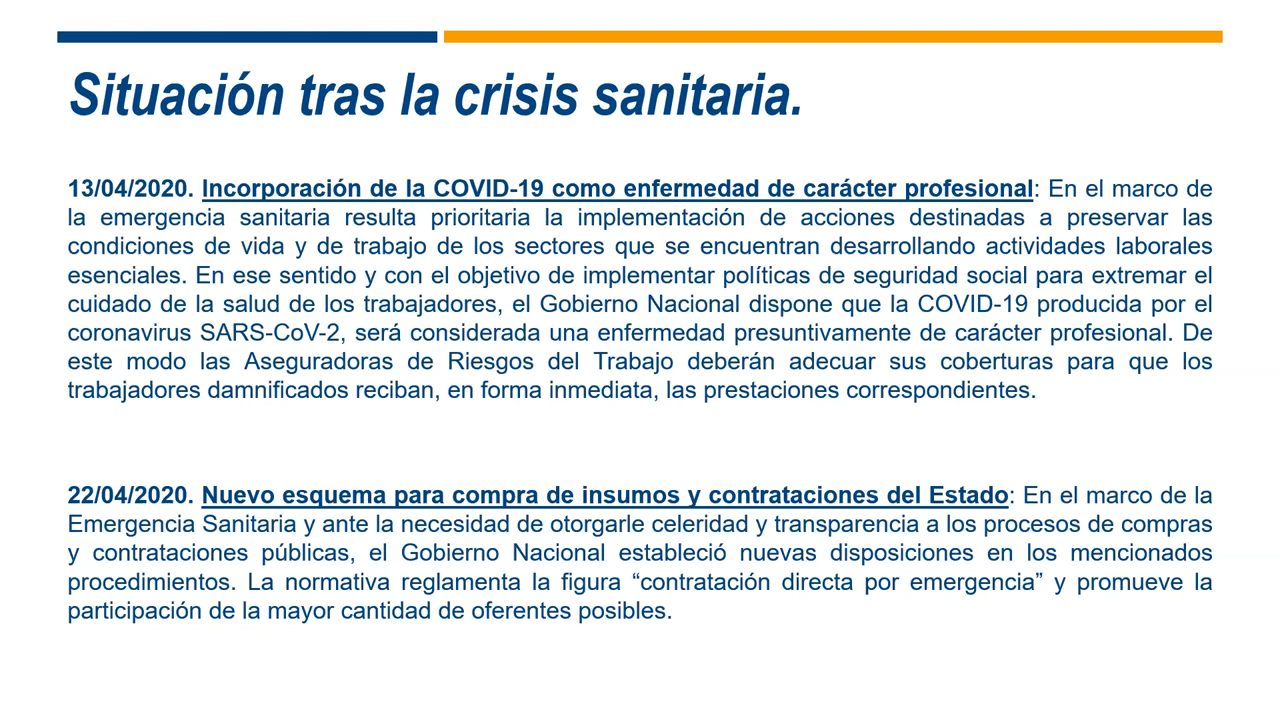 Situación tras la crisis sanitaria.
13/04/2020. Incorporación de la COVID-19 como enfermedad de carácter profesional: En el marco de
la emergencia sanitaria resulta prioritaria la implementación de acciones destinadas a preservar las
condiciones de vida y de trabajo de los sectores que se encuentran desarrollando actividades laborales
esenciales. En ese sentido y con el objetivo de implementar políticas de seguridad social para extremar el
cuidado de la salud de los trabajadores, el Gobierno Nacional dispone que la COVID-19 producida por el
coronavirus SARS-CoV-2, será considerada una enfermedad presuntivamente de carácter profesional. De
este modo las Aseguradoras de Riesgos del Trabajo deberán adecuar sus coberturas para que los
trabajadores damnificados reciban, en forma inmediata, las prestaciones correspondientes.
22/04/2020. Nuevo esquema para compra de insumos y contrataciones del Estado: En el marco de la
Emergencia Sanitaria y ante la necesidad de otorgarle celeridad y transparencia a los procesos de compras
y contrataciones públicas, el Gobierno Nacional estableció nuevas disposiciones en los mencionados
procedimientos. La normativa reglamenta la figura “contratación directa por emergencia” y promueve la
participación de la mayor cantidad de oferentes posibles.